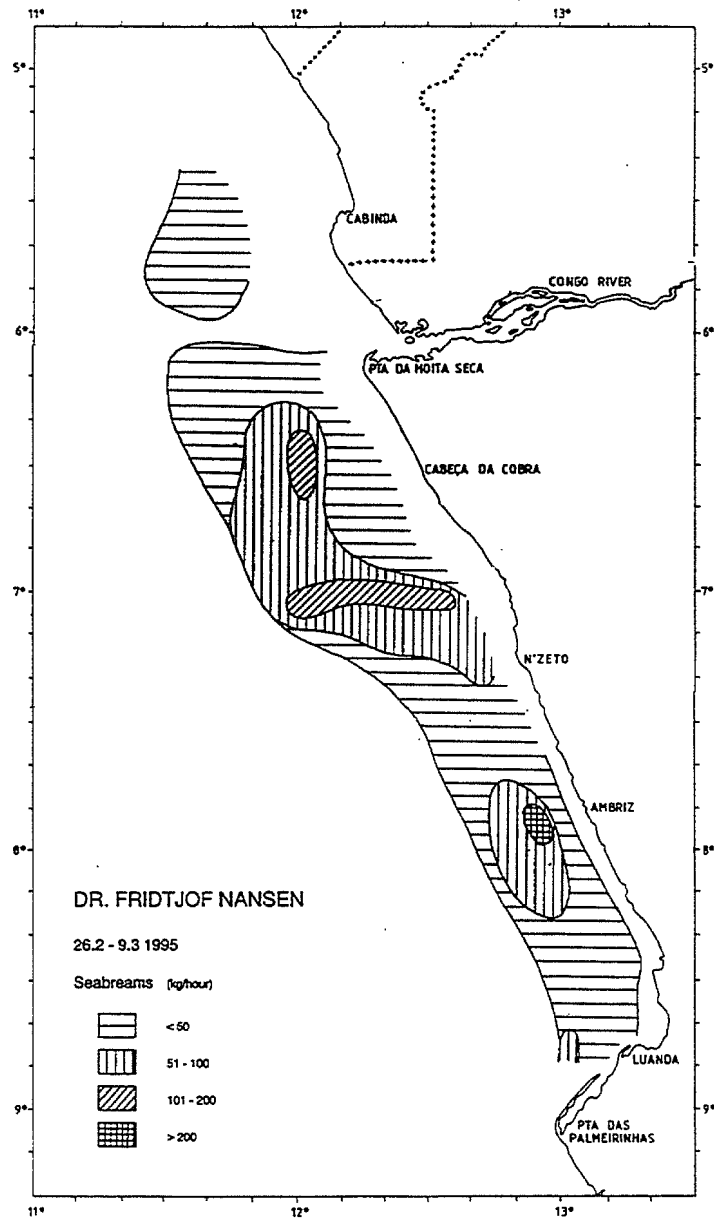 11°
12°
13°
5°
5°
CABINDA
CONGO RIVER
6°
6°
PTA DA MOITA SECA
CABEÇA DA COBRA
7°
7°
N'ZETO
AMBRIZ
8°
8°
DR. FRIDTJOF NANSEN
26.2 - 9.3 1995
Seabreams (kg/hour)
<50
51 - 100
101 - 200
>200
LUANDA
9°
9°
PTA DAS
PALMEIRINHAS
11°
12°
13°